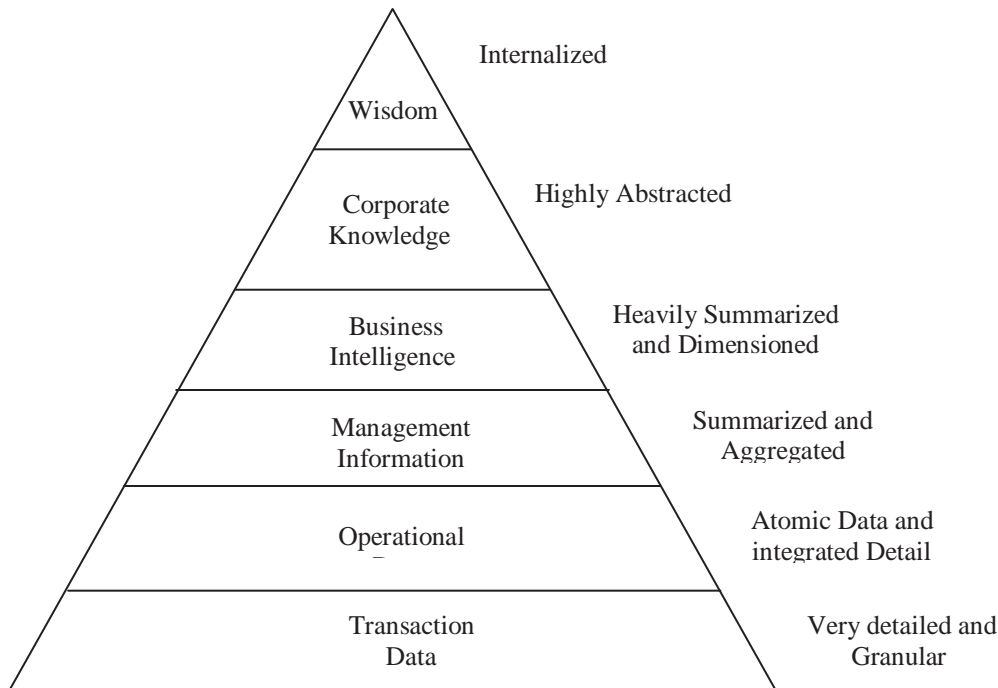 Internalized
Wisdom
Highly Abstracted
Corporate
Knowledge
Heavily Summarized
and Dimensioned
Business
Intelligence
Summarized and
Aggregated
Management
Information
Atomic Data and
integrated Detail
Operational
Transaction
Data
Very detailed and
Granular